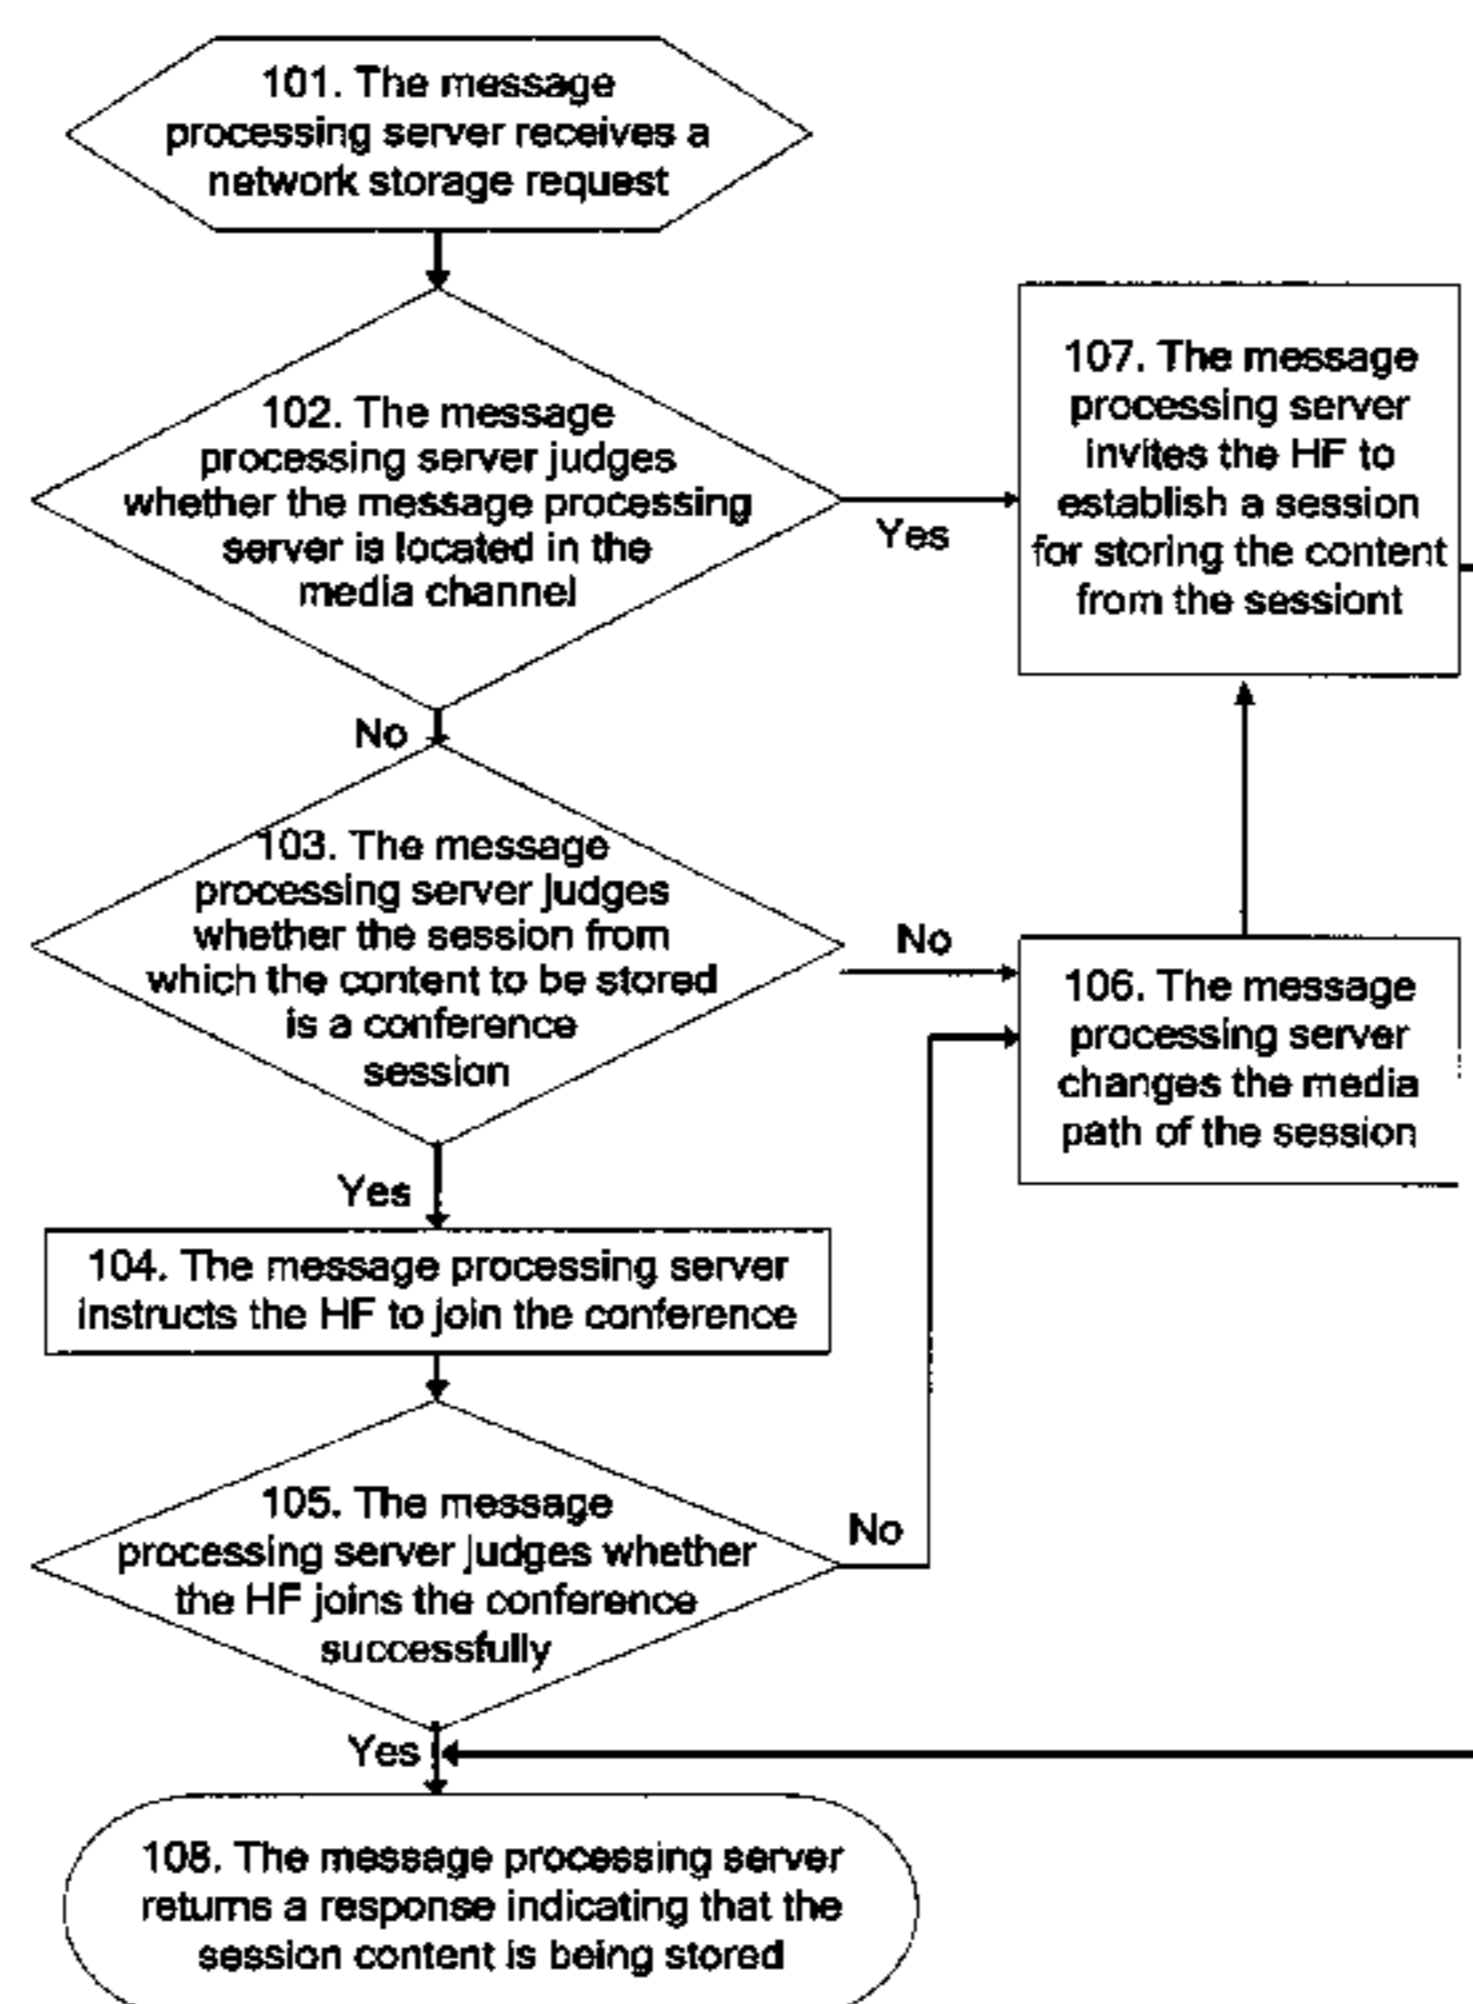 101. The message
processing server receives a
network storage request
102. The message
processing server judges
whether the message processing
server is located in the
media channel
Yes
107. The message
processing server
invites the HF to
establish a session
for storing the content
from the sessiont
No
103. The message
processing server judges
whether the session from
which the content to be stored
is a conference
session
No
106. The message
processing server
changes the media
path of the session
Yes
104. The message processing server
instructs the HF to join the conference
105. The message
processing server judges whether
the HF joins the conference
successfully
No
Yes
108. The message processing server
returns a response indicating that the
session content is being stored